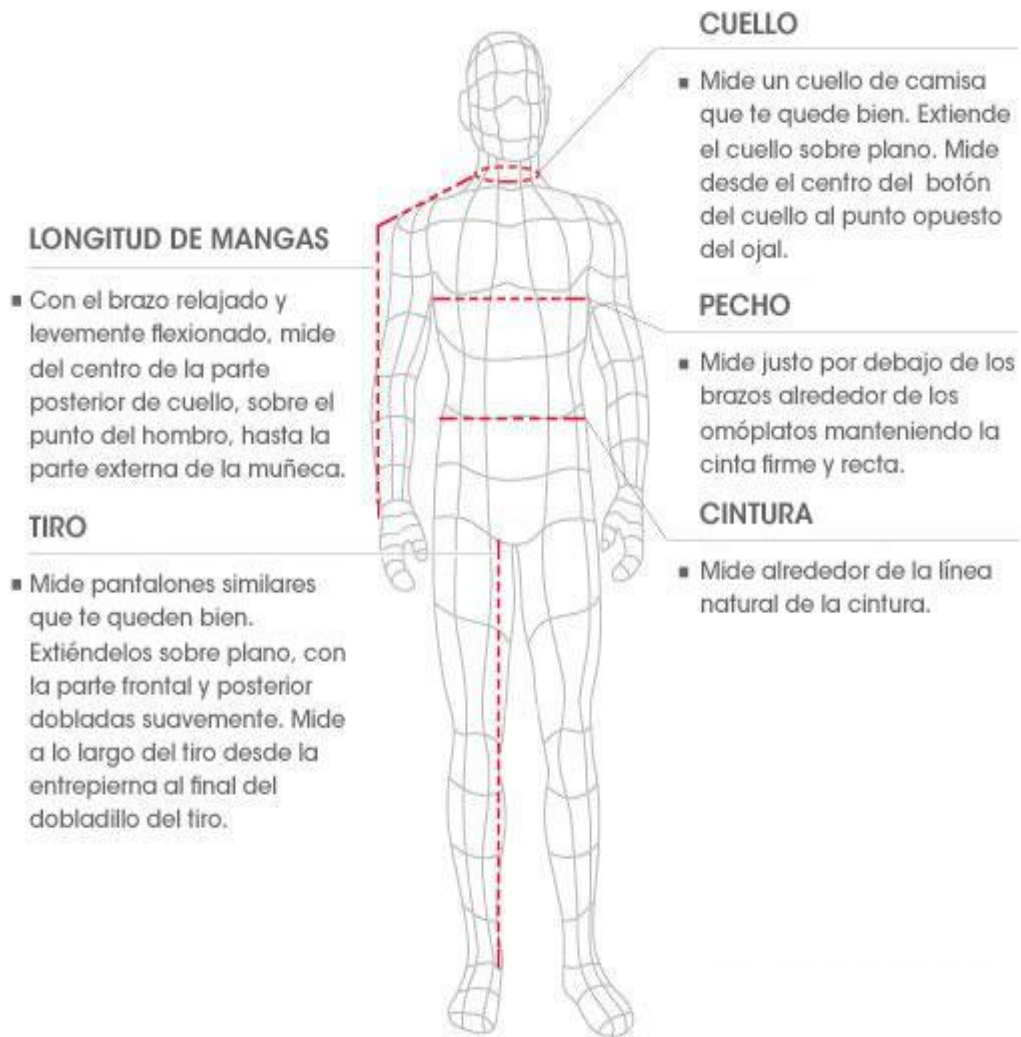 CUELLO
▪ Mide un cuello de camisa
que te quede bien. Extiende
el cuello sobre plano. Mide
desde el centro del botón
del cuello al punto opuesto
del ojal.
LONGITUD DE MANGAS
▪ Con el brazo relajado y
levemente flexionado, mide
del centro de la parte
posterior de cuello, sobre el
punto del hombro, hasta la
parte externa de la muñeca.
PECHO
▪ Mide justo por debajo de los
brazos alrededor de los
omóplatos manteniendo la
cinta firme y recta.
TIRO
▪ Mide pantalones similares
que te queden bien.
Extiéndelos sobre plano, con
la parte frontal y posterior
dobladas suavemente. Mide
a lo largo del tiro desde la
entrepierna al final del
dobladillo del tiro.
CINTURA
▪ Mide alrededor de la línea
natural de la cintura.